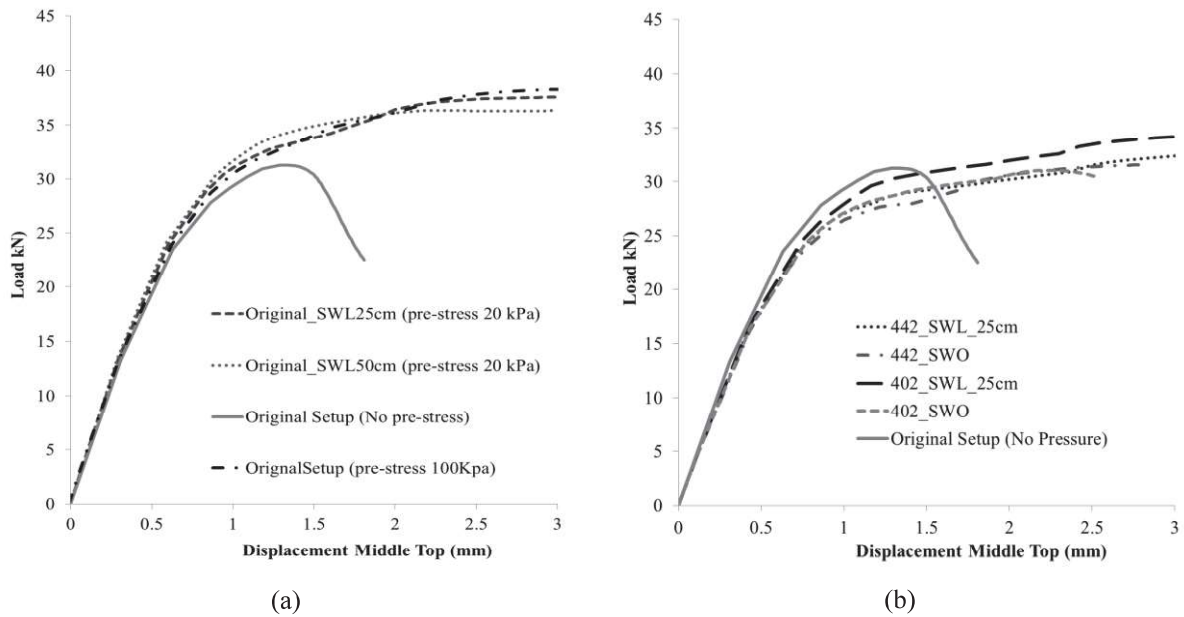 45
40
35
30
25
20
15
10
5
0
Load kN
Original_SWL25cm (pre-stress 20 kPa)
Original_SWL50cm (pre-stress 20 kPa)
Original Setup (No pre-stress)
OrignalSetup (pre-stress 100Kpa)
0 0.5 1 1.5 2 2.5 3
Displacement Middle Top (mm)
(a)
45
40
35
30
25
20
15
10
5
0
Load kN)
442_SWL_25cm
442_SWO
402_SWL_25cm
402_SWO
Original Setup (No Pressure)
0 0.5 1 1.5 2 2.5 3
Displacement Middle Top (mm)
(b)